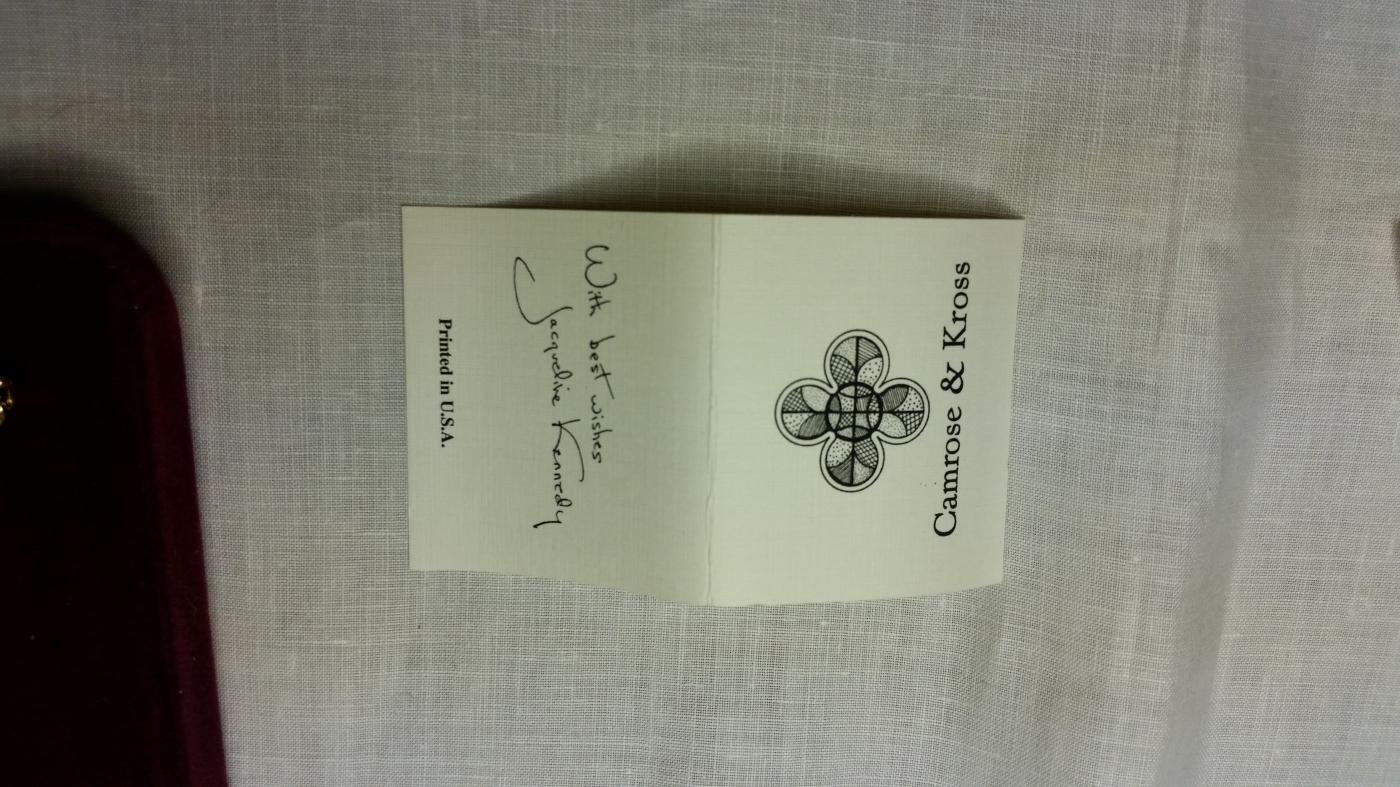 Camrose & Kross
With best wishes
Jacqueline Kennedy
Printed in U.S.A.